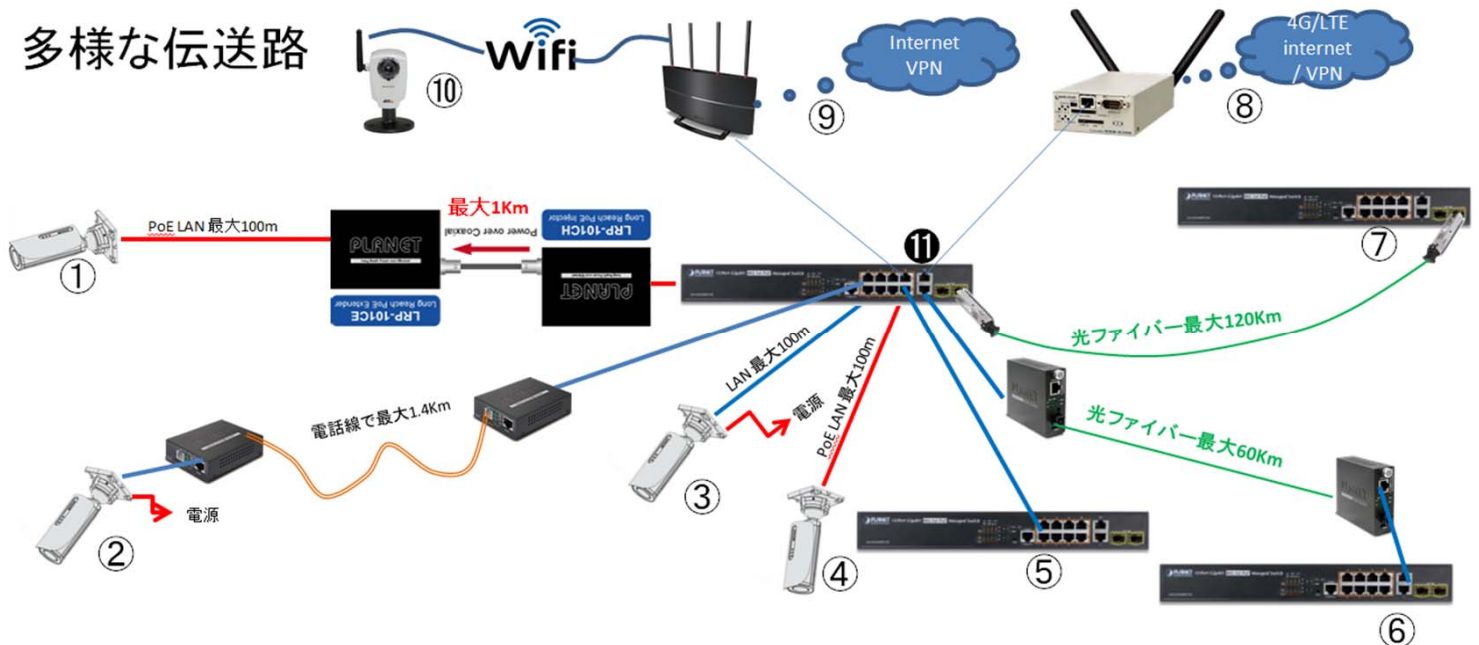 多様な伝送路
⑩
Wifi
Internet
VPN
⑨
4G/LTE
internet
/ VPN
⑧
PoE LAN 最大100m
①
PLANET
Long Reach PoE Extender
LRP-101CE
最大1Km
Power over Coaxial
Long Reach PoE Injector
LRP-101CH
PLANET
⑪
PLANET
⑦
光ファイバー最大120Km
電話線で最大1.4Km
LAN 最大100m
電源
PoE LAN 最大100m
光ファイバー最大60Km
電源
②
③
④
PLANET
⑤
PLANET
⑥